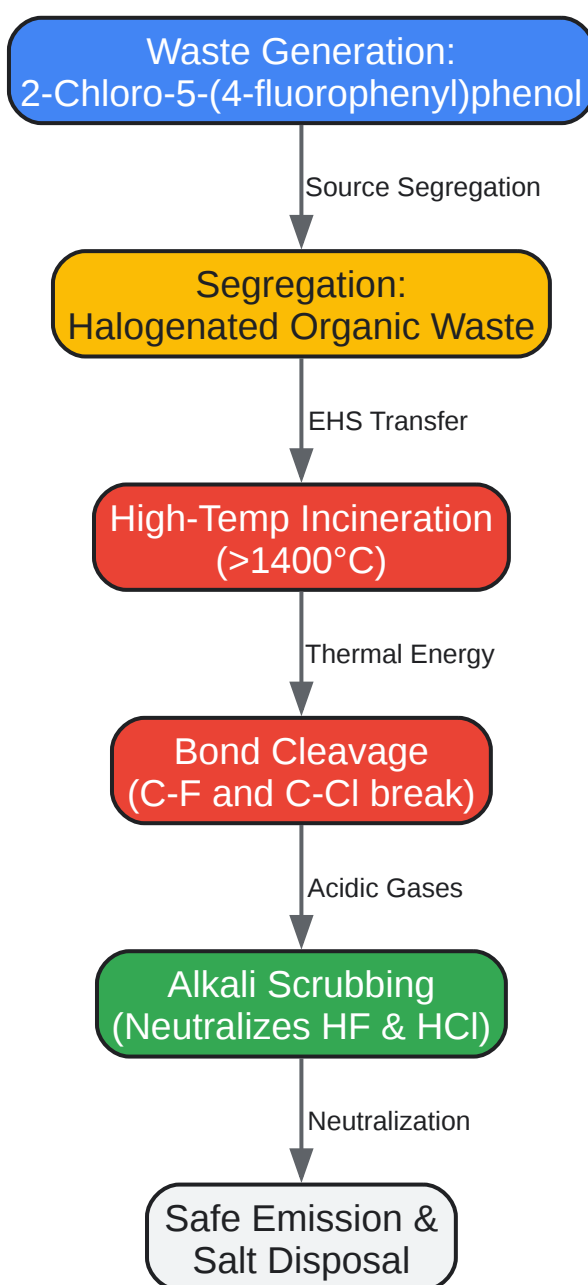 Waste Generation:
2-Chloro-5-(4-fluorophenyl)phenol
Source Segregation
Segregation:
Halogenated Organic Waste
EHS Transfer
High-Temp Incineration
(>1400°C)
Thermal Energy
Bond Cleavage
(C-F and C-Cl break)
Acidic Gases
Alkali Scrubbing
(Neutralizes HF & HCl)
Neutralization
Safe Emission &
Salt Disposal